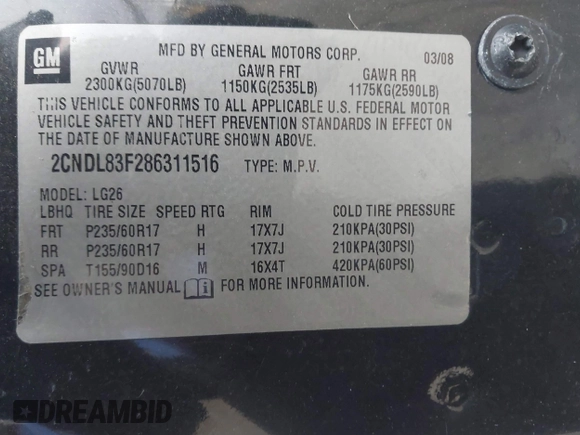 GM
MFD BY GENERAL MOTORS CORP. 03/08
GVWR GAWR FRT GAWR RR
2300KG(5070LB) 1150KG(2535LB) 1175KG(2590LB)
THIS VEHICLE CONFORMS TO ALL APPLICABLE U.S. FEDERAL MOTOR
VEHICLE SAFETY AND THEFT PREVENTION STANDARDS IN EFFECT ON
THE DATE OF MANUFACTURE SHOWN ABOVE.
2CNDL83F286311516 TYPE: M.P.V.
MODEL: LG26
LBHQ TIRE SIZE SPEED RTG RIM COLD TIRE PRESSURE
FRT P235/60R17 H 17X7J 210KPA(30PSI)
RR P235/60R17 H 17X7J 210KPA(30PSI)
SPA T155/90D16 M 16X4T 420KPA(60PSI)
SEE OWNER'S MANUAL FOR MORE INFORMATION.
DREAMBID